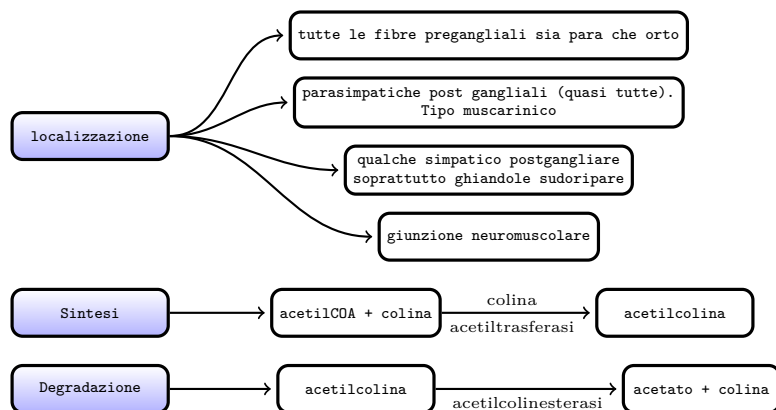 tutte le fibre pregangliali sia para che orto
parasimpatiche post gangliali (quasi tutte).
Tipo muscarinico
localizzazione
qualche simpatico postgangliare
soprattutto ghiandole sudoripare
giunzione neuromuscolare
Sintesi
acetilCOA + colina
colina
acetiltrasferasi
acetilcolina
Degradazione
acetilcolina
acetilcolinesterasi
acetato + colina